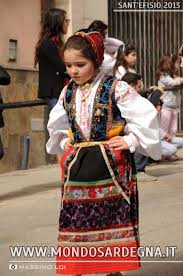 SANT'EFISIO 2013
WWW.MONDOSARDEGNA.IT
© MASSIMO LOI